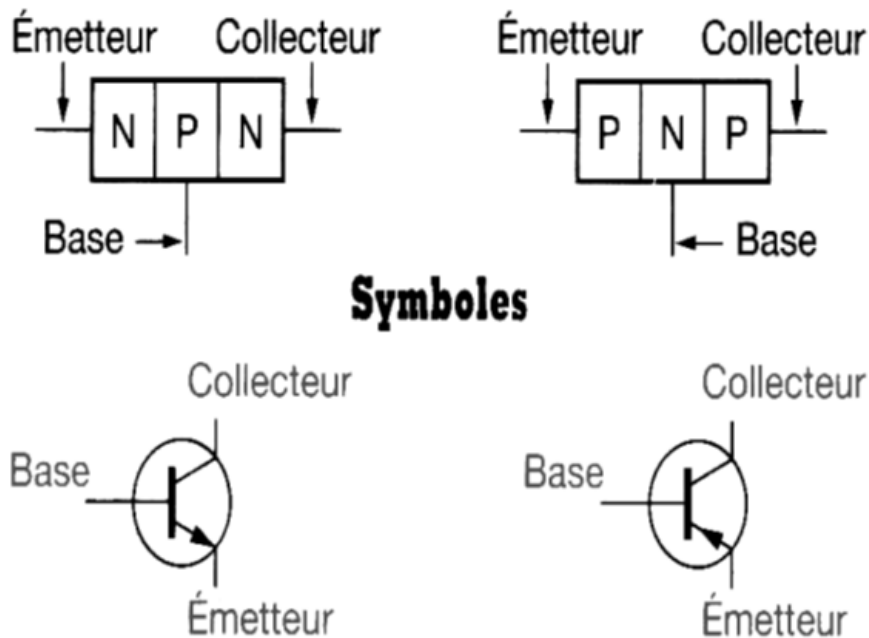 Émetteur Collecteur
N P N
Base
Émetteur Collecteur
P N P
Base
Symboles
Collecteur
Base
Émetteur
Collecteur
Base
Émetteur